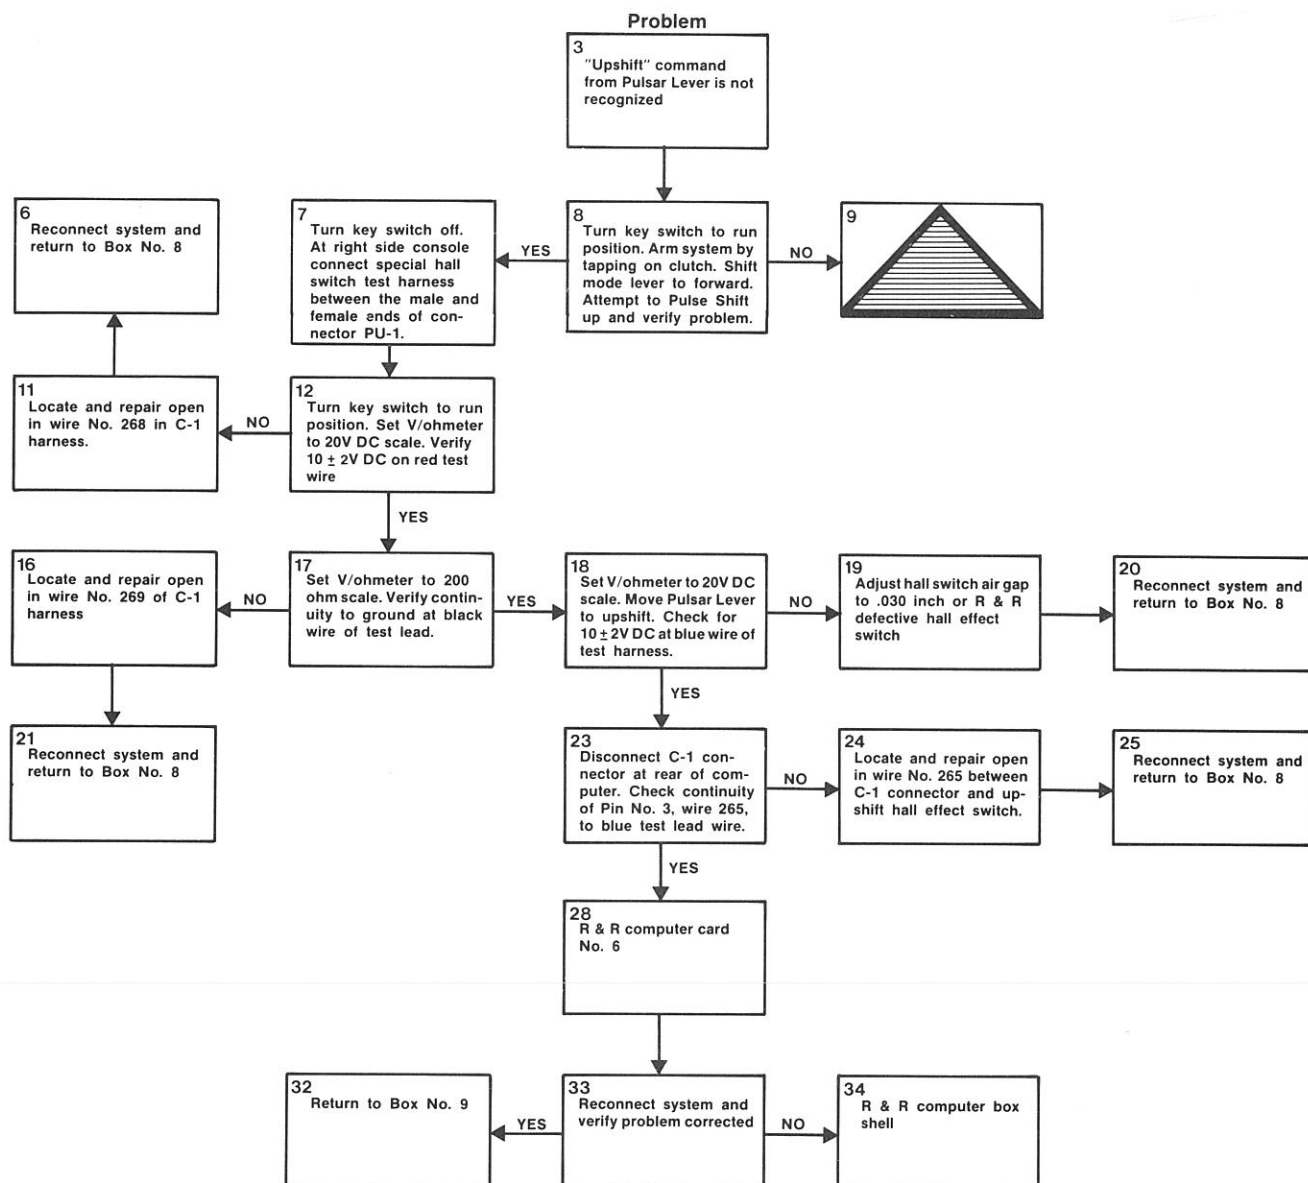 Problem
3
"Upshift" command
from Pulsar Lever is not
recognized
6
Reconnect system and
return to Box No. 8
7
Turn key switch off.
At right side console
connect special hall
switch test harness
between the male and
female ends of con-
nector PU-1.
YES
8
Turn key switch to run
position. Arm system by
tapping on clutch. Shift
mode lever to forward.
Attempt to Pulse Shift
up and verify problem.
NO
9
11
Locate and repair open
in wire No. 268 in C-1
harness.
NO
12
Turn key switch to run
position. Set V/ohmeter
to 20V DC scale. Verify
10 ± 2V DC on red test
wire
YES
16
Locate and repair open
in wire No. 269 of C-1
harness
NO
17
Set V/ohmeter to 200
ohm scale. Verify contin-
uity to ground at black
wire of test lead.
YES
18
Set V/ohmeter to 20V DC
scale. Move Pulsar Lever
to upshift. Check for
10 ± 2V DC at blue wire of
test harness.
NO
19
Adjust hall switch air gap
to .030 inch or R & R
defective hall effect
switch
20
Reconnect system and
return to Box No. 8
YES
21
Reconnect system and
return to Box No. 8
23
Disconnect C-1 con-
nector at rear of com-
puter. Check continuity
of Pin No. 3, wire 265,
to blue test lead wire.
NO
24
Locate and repair open
in wire No. 265 between
C-1 connector and up-
shift hall effect switch.
25
Reconnect system and
return to Box No. 8
YES
28
R & R computer card
No. 6
32
Return to Box No. 9
YES
33
Reconnect system and
verify problem corrected
NO
34
R & R computer box
shell